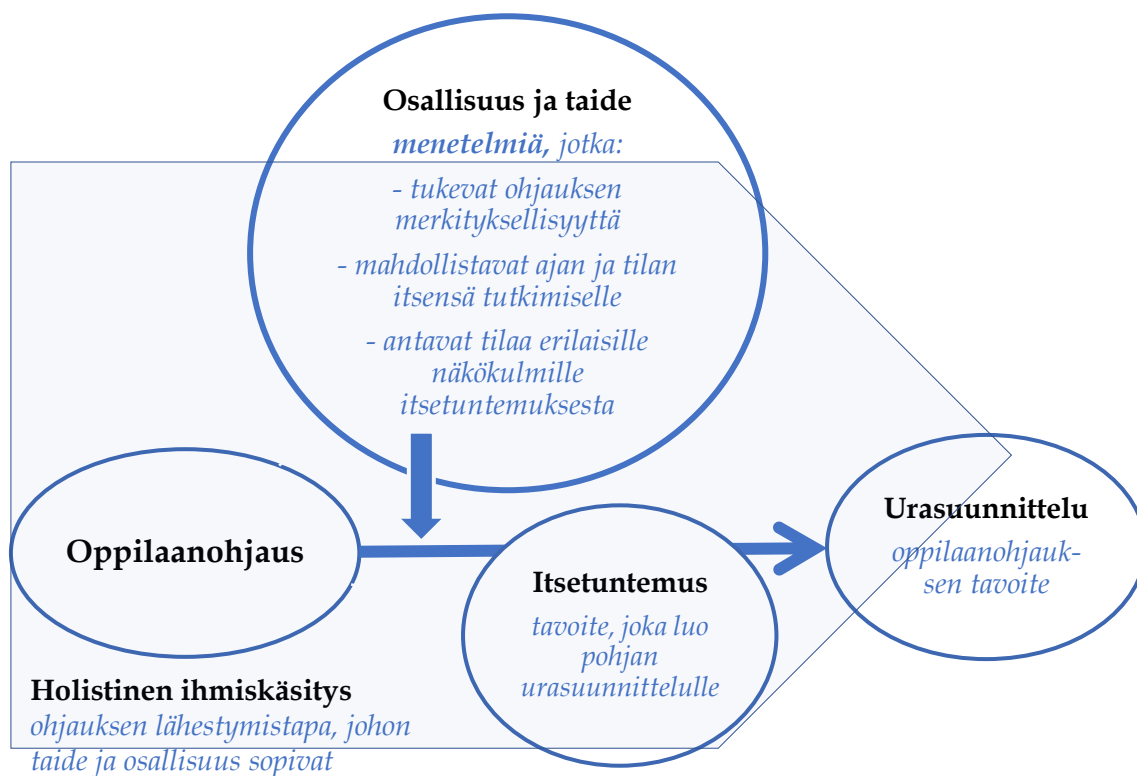 Osallisuus ja taide
menetelmiä, jotka:
- tukevat ohjauksen
merkityksellisyyttä
- mahdollistavat ajan ja tilan
itsensä tutkimiselle
- antavat tilaa erilaisille
näkökulmille
itsetuntemuksesta
Oppilaanohjaus
Itsetuntemus
tavoite, joka luo
pohjan
urasuunnittelulle
Urasuunnittelu
oppilaanohjauk-
sen tavoite
Holistinen ihmiskäsitys
ohjauksen lähestymistapa, johon
taide ja osallisuus sopivat